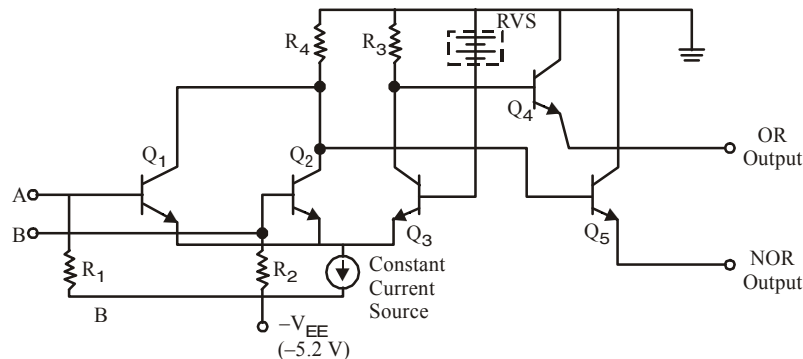 RVS
R4
R3
Q4
OR
Output
Q1
Q2
A
B
Q3
Q5
R1
R2
Constant
Current
Source
NOR
Output
B
–VEE
(–5.2 V)